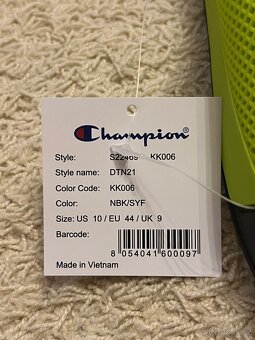 Champion
Style: KK006
Style name: DTN21
Color Code: KK006
Color: NBK/SYF
Size: US 10 / EU 44 / UK 9
Barcode:
8 054041 600097
Made in Vietnam